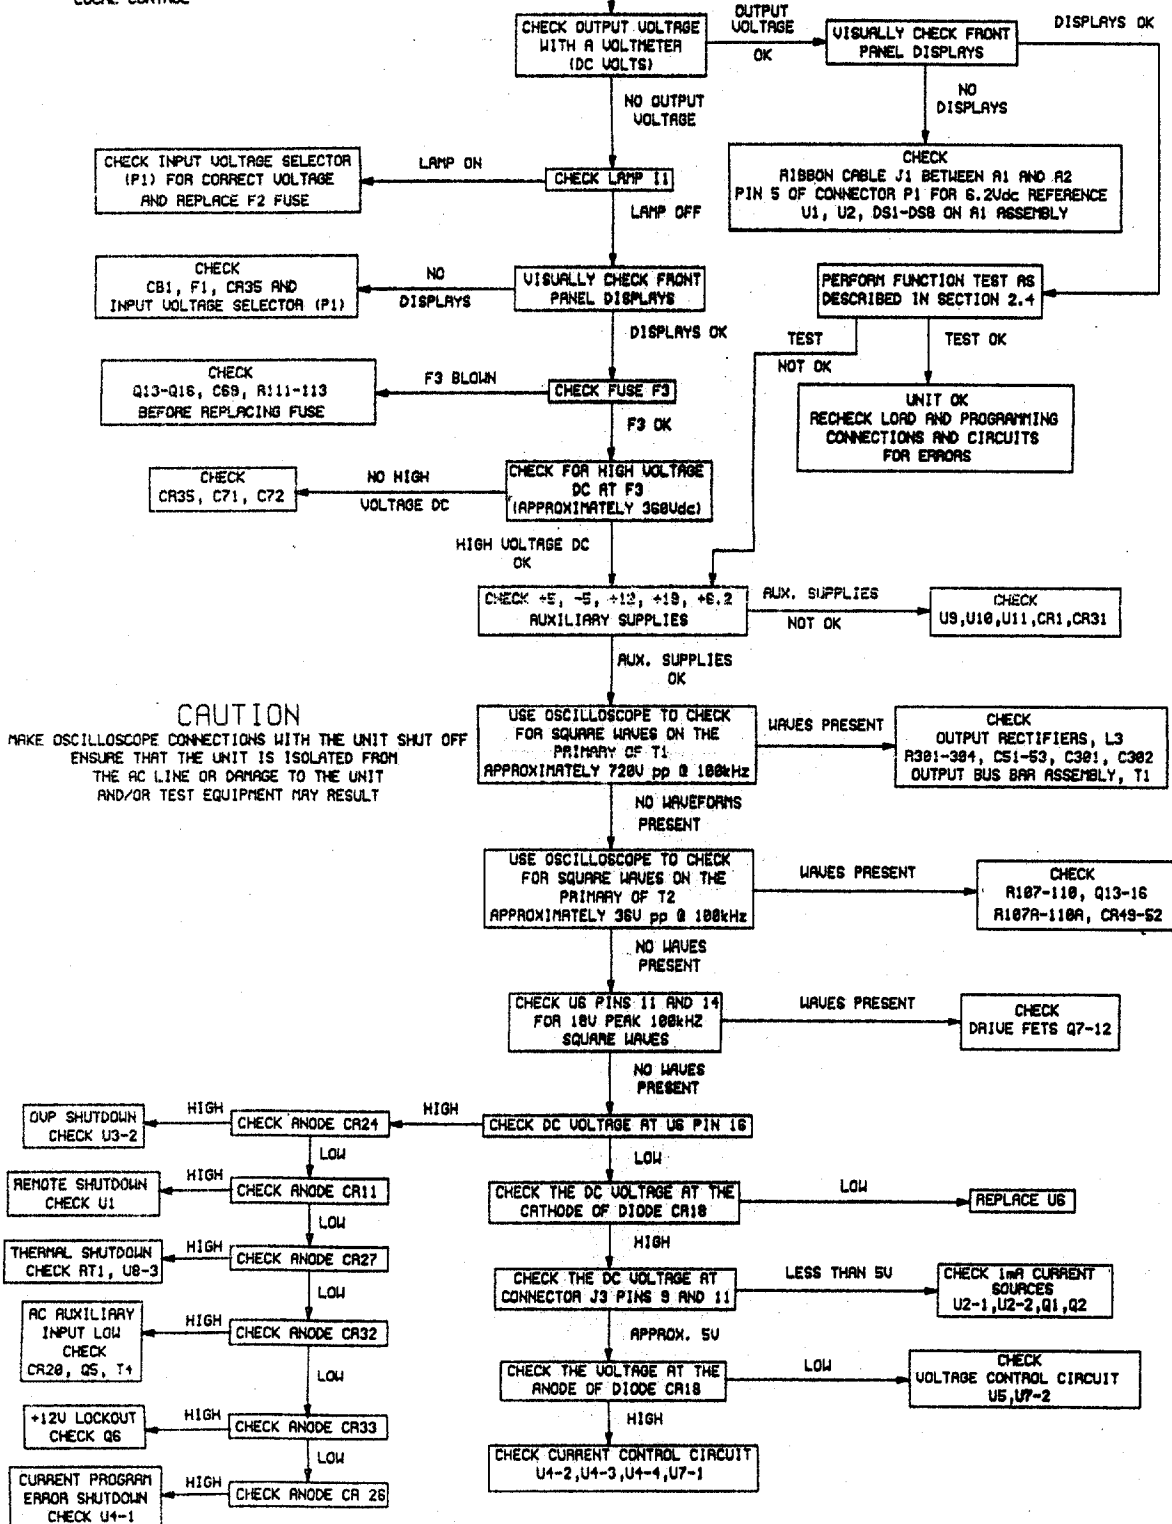 LOCAL CONTROL
CHECK OUTPUT VOLTAGE
WITH A VOLTMETER
(DC VOLTS)
OUTPUT
VOLTAGE
OK
VISUALLY CHECK FRONT
PANEL DISPLAYS
DISPLAYS OK
NO OUTPUT
VOLTAGE
NO
DISPLAYS
CHECK INPUT VOLTAGE SELECTOR
(P1) FOR CORRECT VOLTAGE
AND REPLACE F2 FUSE
LAMP ON
CHECK LAMP I1
CHECK
RIBBON CABLE J1 BETWEEN A1 AND A2
PIN 5 OF CONNECTOR P1 FOR 6.2Vdc REFERENCE
U1, U2, DS1-DS8 ON A1 ASSEMBLY
LAMP OFF
CHECK
CB1, F1, CR35 AND
INPUT VOLTAGE SELECTOR (P1)
NO
DISPLAYS
VISUALLY CHECK FRONT
PANEL DISPLAYS
PERFORM FUNCTION TEST AS
DESCRIBED IN SECTION 2.4
DISPLAYS OK
TEST
NOT OK
TEST OK
CHECK
Q13-Q16, C69, R111-113
BEFORE REPLACING FUSE
F3 BLOWN
CHECK FUSE F3
UNIT OK
RECHECK LOAD AND PROGRAMMING
CONNECTIONS AND CIRCUITS
FOR ERRORS
F3 OK
CHECK
CR35, C71, C72
NO HIGH
VOLTAGE DC
CHECK FOR HIGH VOLTAGE
DC AT F3
(APPROXIMATELY 360Vdc)
HIGH VOLTAGE DC
OK
CHECK +5, -5, +12, +19, +6.2
AUXILIARY SUPPLIES
AUX. SUPPLIES
NOT OK
CHECK
U9,U10,U11,CR1,CR31
AUX. SUPPLIES
OK
CAUTION
MAKE OSCILLOSCOPE CONNECTIONS WITH THE UNIT SHUT OFF
ENSURE THAT THE UNIT IS ISOLATED FROM
THE AC LINE OR DAMAGE TO THE UNIT
AND/OR TEST EQUIPMENT MAY RESULT
USE OSCILLOSCOPE TO CHECK
FOR SQUARE WAVES ON THE
PRIMARY OF T1
APPROXIMATELY 720V pp @ 100kHz
WAVES PRESENT
CHECK
OUTPUT RECTIFIERS, L3
R301-304, C51-53, C301, C302
OUTPUT BUS BAR ASSEMBLY, T1
NO WAVEFORMS
PRESENT
USE OSCILLOSCOPE TO CHECK
FOR SQUARE WAVES ON THE
PRIMARY OF T2
APPROXIMATELY 36V pp @ 100kHz
WAVES PRESENT
CHECK
R107-110, Q13-16
R107A-110A, CR49-52
NO WAVES
PRESENT
CHECK U6 PINS 11 AND 14
FOR 18V PEAK 100kHZ
SQUARE WAVES
WAVES PRESENT
CHECK
DRIVE FETS Q7-12
NO WAVES
PRESENT
OVP SHUTDOWN
CHECK U3-2
HIGH
CHECK ANODE CR24
HIGH
CHECK DC VOLTAGE AT U6 PIN 16
LOW
LOW
REMOTE SHUTDOWN
CHECK U1
HIGH
CHECK ANODE CR11
CHECK THE DC VOLTAGE AT THE
CATHODE OF DIODE CR18
LOW
REPLACE U6
LOW
HIGH
THERMAL SHUTDOWN
CHECK RT1, U8-3
HIGH
CHECK ANODE CR27
CHECK THE DC VOLTAGE AT
CONNECTOR J3 PINS 9 AND 11
LESS THAN 5V
CHECK 1mA CURRENT
SOURCES
U2-1,U2-2,Q1,Q2
LOW
AC AUXILIARY
INPUT LOW
CHECK
CR20, Q5, T4
HIGH
CHECK ANODE CR32
APPROX. 5V
LOW
CHECK THE VOLTAGE AT THE
ANODE OF DIODE CR18
LOW
CHECK
VOLTAGE CONTROL CIRCUIT
U5,U7-2
+12V LOCKOUT
CHECK Q6
HIGH
CHECK ANODE CR33
HIGH
LOW
CHECK CURRENT CONTROL CIRCUIT
U4-2,U4-3,U4-4,U7-1
CURRENT PROGRAM
ERROR SHUTDOWN
CHECK U4-1
HIGH
CHECK ANODE CR 26